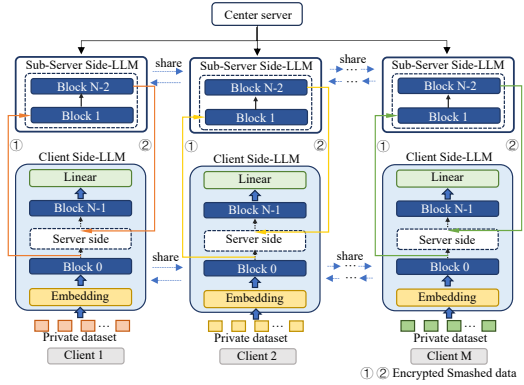 Center server
Sub-Server Side-LLM
Block N-2
Block 1
① ②
Client Side-LLM
Linear
Block N-1
Server side
Block 0
Embedding
Private dataset
Client 1
share
share
Sub-Server Side-LLM
Block N-2
Block 1
① ②
Client Side-LLM
Linear
Block N-1
Server side
Block 0
Embedding
Private dataset
Client 2
share
...
...
share
...
...
Sub-Server Side-LLM
Block N-2
Block 1
① ②
Client Side-LLM
Linear
Block N-1
Server side
Block 0
Embedding
Private dataset
Client M
① ② Encrypted Smashed data